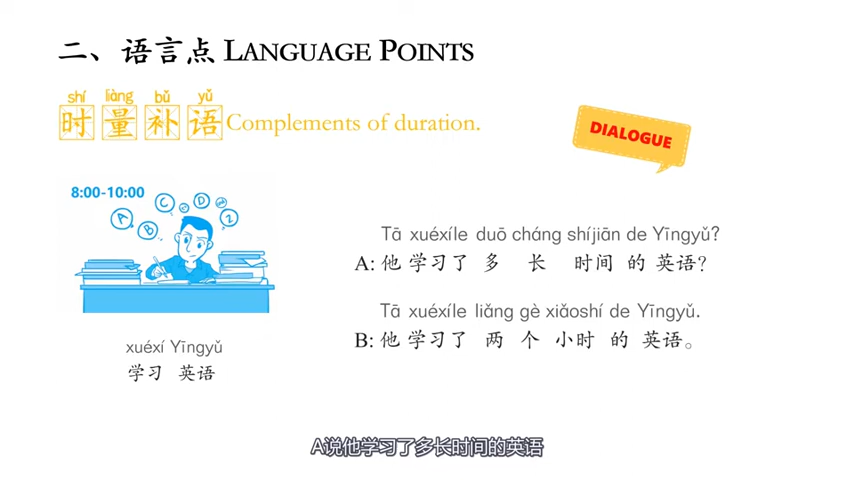 二、语言点 LANGUAGE POINTS
shí liàng bǔ yǔ
时量补语 Complements of duration.
DIALOGUE
8:00-10:00
A B C D 2
Tā xuéxíle duō cháng shíjiān de Yīngyǔ?
A: 他 学习了 多 长 时间 的 英语?
Tā xuéxíle liǎng gè xiǎoshí de Yīngyǔ.
B: 他 学习了 两 个 小时 的 英语。
xuéxí Yīngyǔ
学习 英语
A说他学习了多长时间的英语